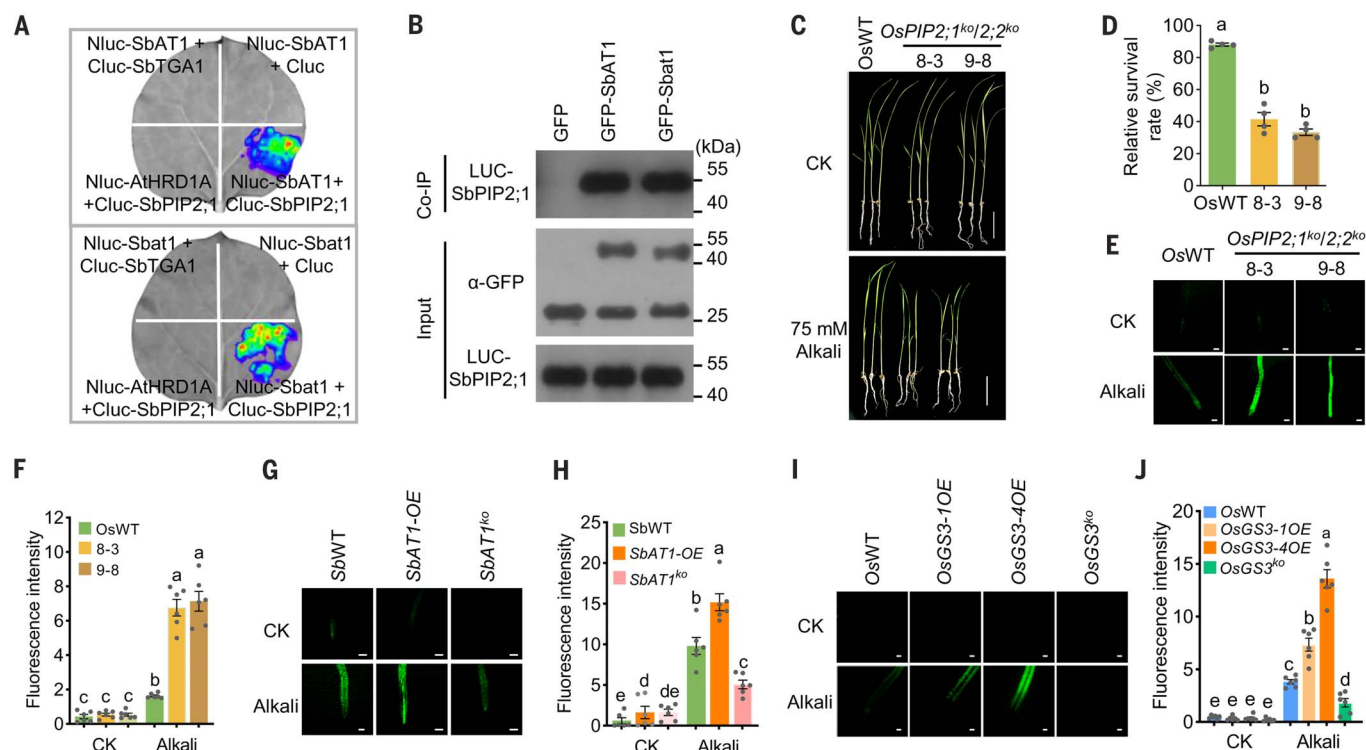 A
Nluc-SbAT1 +
Cluc-SbTGA1
Nluc-SbAT1
+ Cluc
Nluc-AtHRD1A
+Cluc-SbPIP2;1
Nluc-SbAT1+
Cluc-SbPIP2;1
Nluc-Sbat1 +
Cluc-SbTGA1
Nluc-Sbat1
+ Cluc
Nluc-AtHRD1A
+Cluc-SbPIP2;1
Nluc-Sbat1 +
Cluc-SbPIP2;1
B
GFP
GFP-SbAT1
GFP-Sbat1
(kDa)
Co-IP
LUC-
SbPIP2;1
55
40
Input
α-GFP
55
40
25
LUC-
SbPIP2;1
55
40
C
OsWT
OsPIP2;1ko/2;2ko
8-3
9-8
CK
75 mM
Alkali
D
Relative survival
rate (%)
100
80
60
40
20
0
a
b
b
OsWT
8-3
9-8
E
OsWT
OsPIP2;1ko/2;2ko
8-3
9-8
CK
Alkali
F
Fluorescence intensity
12
10
8
6
4
2
0
OsWT
8-3
9-8
c
c
c
b
a
a
CK
Alkali
G
SbWT
SbAT1-OE
SbAT1ko
CK
Alkali
H
Fluorescence intensity
25
20
15
10
5
0
SbWT
SbAT1-OE
SbAT1ko
e
d
de
b
a
c
CK
Alkali
I
OsWT
OsGS3-1OE
OsGS3-4OE
OsGS3ko
CK
Alkali
J
Fluorescence intensity
20
15
10
5
0
OsWT
OsGS3-1OE
OsGS3-4OE
OsGS3ko
e
e
e
e
c
b
a
d
CK
Alkali